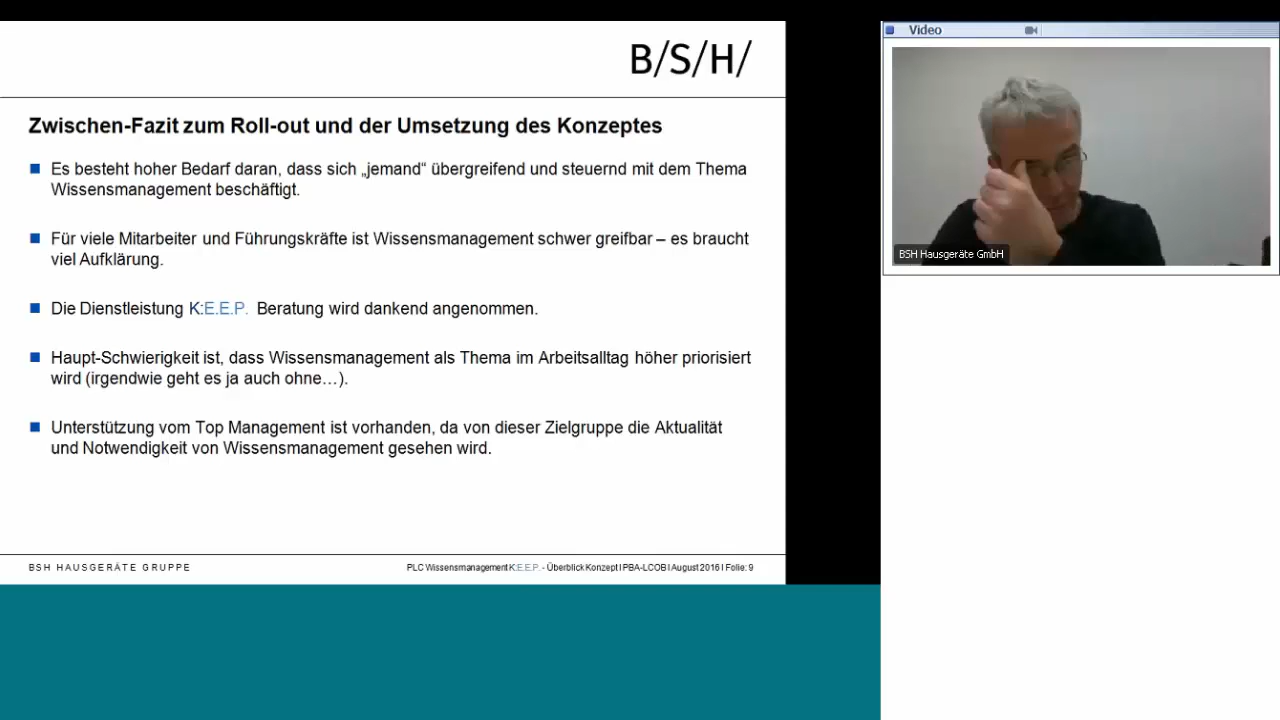 B/S/H/
Zwischen-Fazit zum Roll-out und der Umsetzung des Konzeptes
Es besteht hoher Bedarf daran, dass sich „jemand“ übergreifend und steuernd mit dem Thema
Wissensmanagement beschäftigt.
Für viele Mitarbeiter und Führungskräfte ist Wissensmanagement schwer greifbar – es braucht
viel Aufklärung.
Die Dienstleistung K:E.E.P. Beratung wird dankend angenommen.
Haupt-Schwierigkeit ist, dass Wissensmanagement als Thema im Arbeitsalltag höher priorisiert
wird (irgendwie geht es ja auch ohne…).
Unterstützung vom Top Management ist vorhanden, da von dieser Zielgruppe die Aktualität
und Notwendigkeit von Wissensmanagement gesehen wird.
BSH HAUSGERÄTE GRUPPE
PLC Wissensmanagement K:E.E.P. - Überblick Konzept I PBA-LCOB I August 2016 I Folie: 9
Video
BSH Hausgeräte GmbH